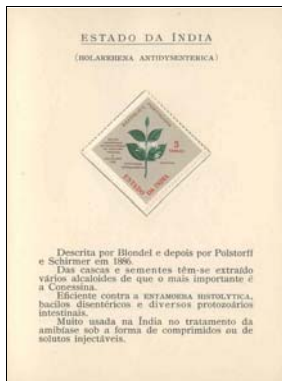 ESTADO DA ÍNDIA
(HOLARRHENA ANTIDYSENTERICA)
5
ESTADO DA ÍNDIA
Descrita por Blondel e depois por Polstorff
e Schirmer em 1886.
Das cascas e sementes têm-se extraído
vários alcaloides de que o mais importante é
a Conessina.
Eficiente contra a ENTAMOEBA HISTOLYTICA,
bacilos disentéricos e diversos protozoários
intestinais.
Muito usada na Índia no tratamento da
amibíase sob a forma de comprimidos ou de
solutos injectáveis.